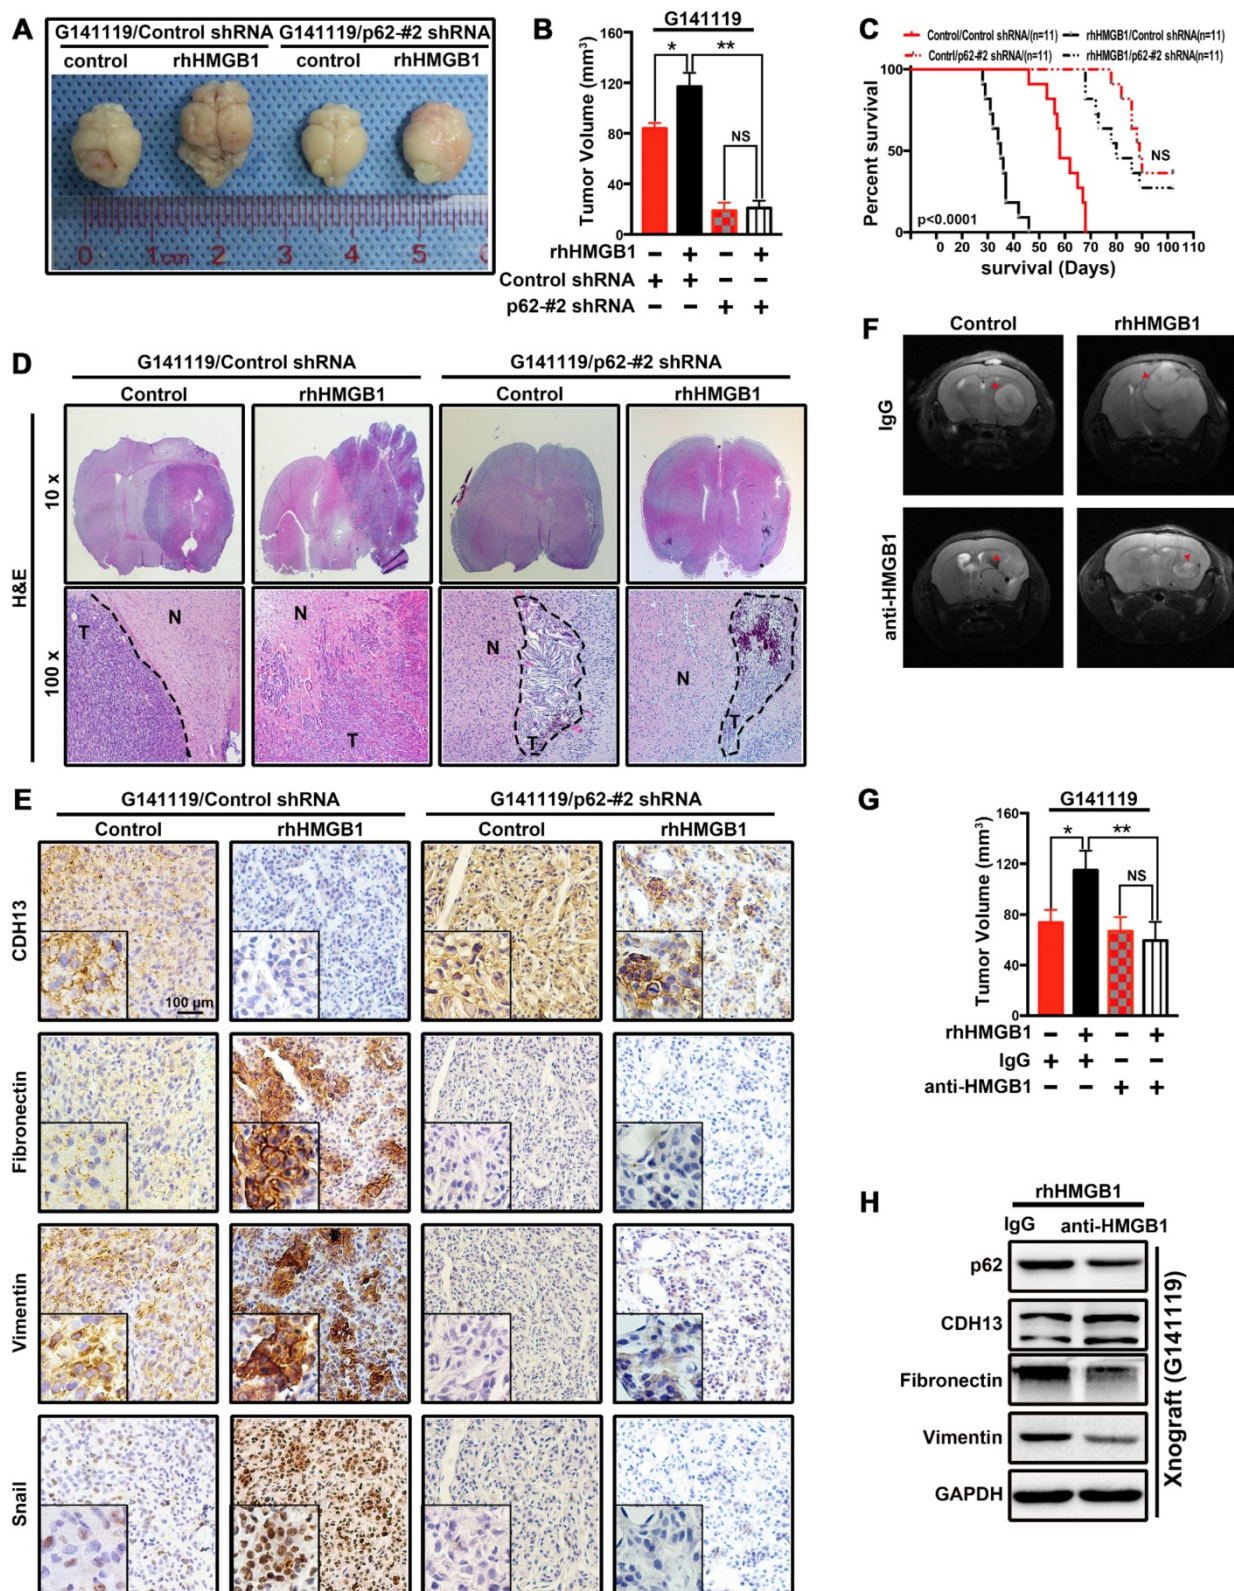 A
G141119/Control shRNA G141119/p62-#2 shRNA
control rhHMGB1 control rhHMGB1
0 1 cm 2 3 4 5
B
G141119
* **
NS
Tumor Volume (mm³)
160
120
80
40
0
rhHMGB1 − + − +
Control shRNA + + − −
p62-#2 shRNA − − + +
C
Control/Control shRNA/(n=11) rhHMGB1/Control shRNA/(n=11)
Contrl/p62-#2 shRNA/(n=11) rhHMGB1/p62-#2 shRNA/(n=11)
Percent survival
100
50
0
NS
p<0.0001
0 20 30 40 50 60 70 80 90 100 110
survival (Days)
D
G141119/Control shRNA G141119/p62-#2 shRNA
Control rhHMGB1 Control rhHMGB1
H&E
10 x
100 x
T N
N T
N T
N T
E
G141119/Control shRNA G141119/p62-#2 shRNA
Control rhHMGB1 Control rhHMGB1
CDH13
100 µm
Fibronectin
Vimentin
Snail
F
Control rhHMGB1
IgG
anti-HMGB1
G
G141119
* **
NS
Tumor Volume (mm³)
160
120
80
40
0
rhHMGB1 − + − +
IgG + + − −
anti-HMGB1 − − + +
H
rhHMGB1
IgG anti-HMGB1
p62
CDH13
Fibronectin
Vimentin
GAPDH
Xnograft (G141119)